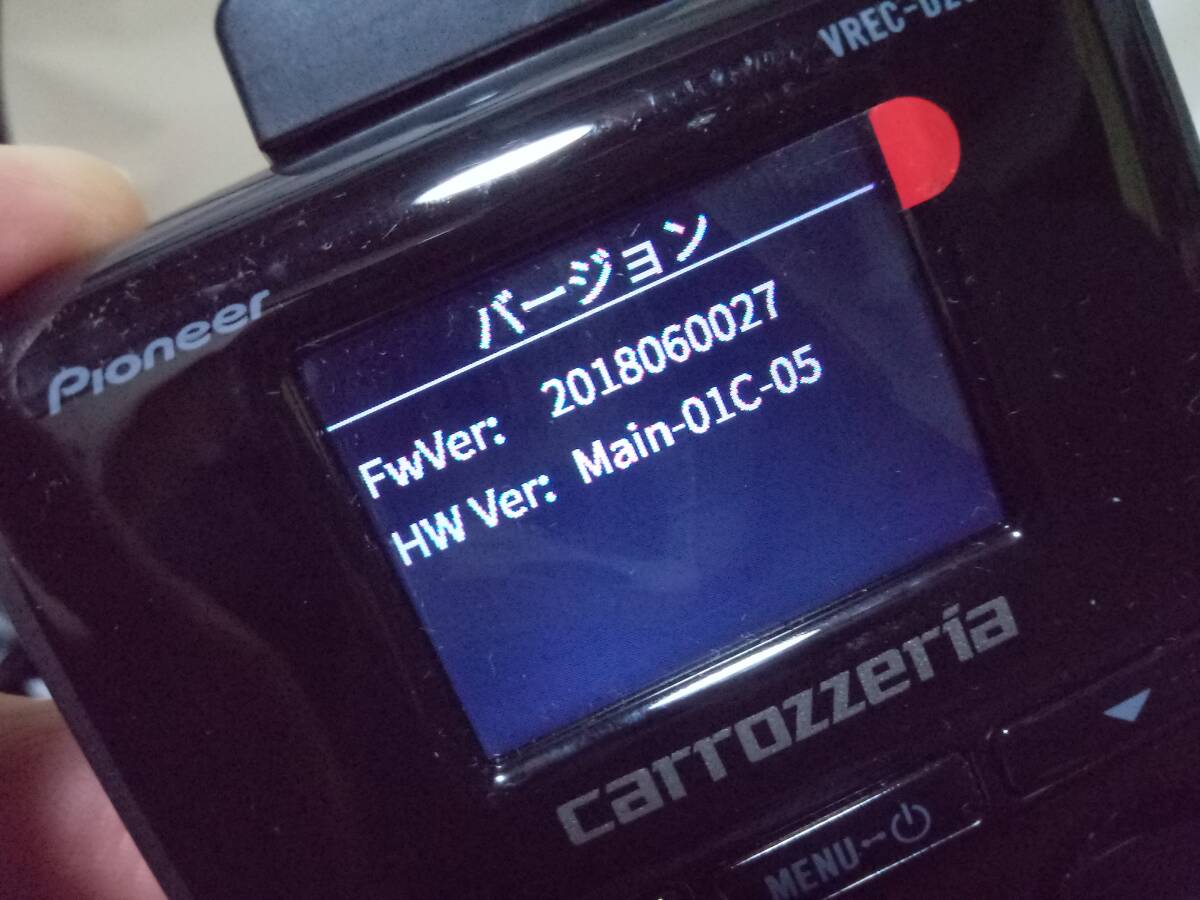 VREC-
Pioneer
バージョン
FwVer: 2018060027
HW Ver: Main-01C-05
carrozzeria
MENU